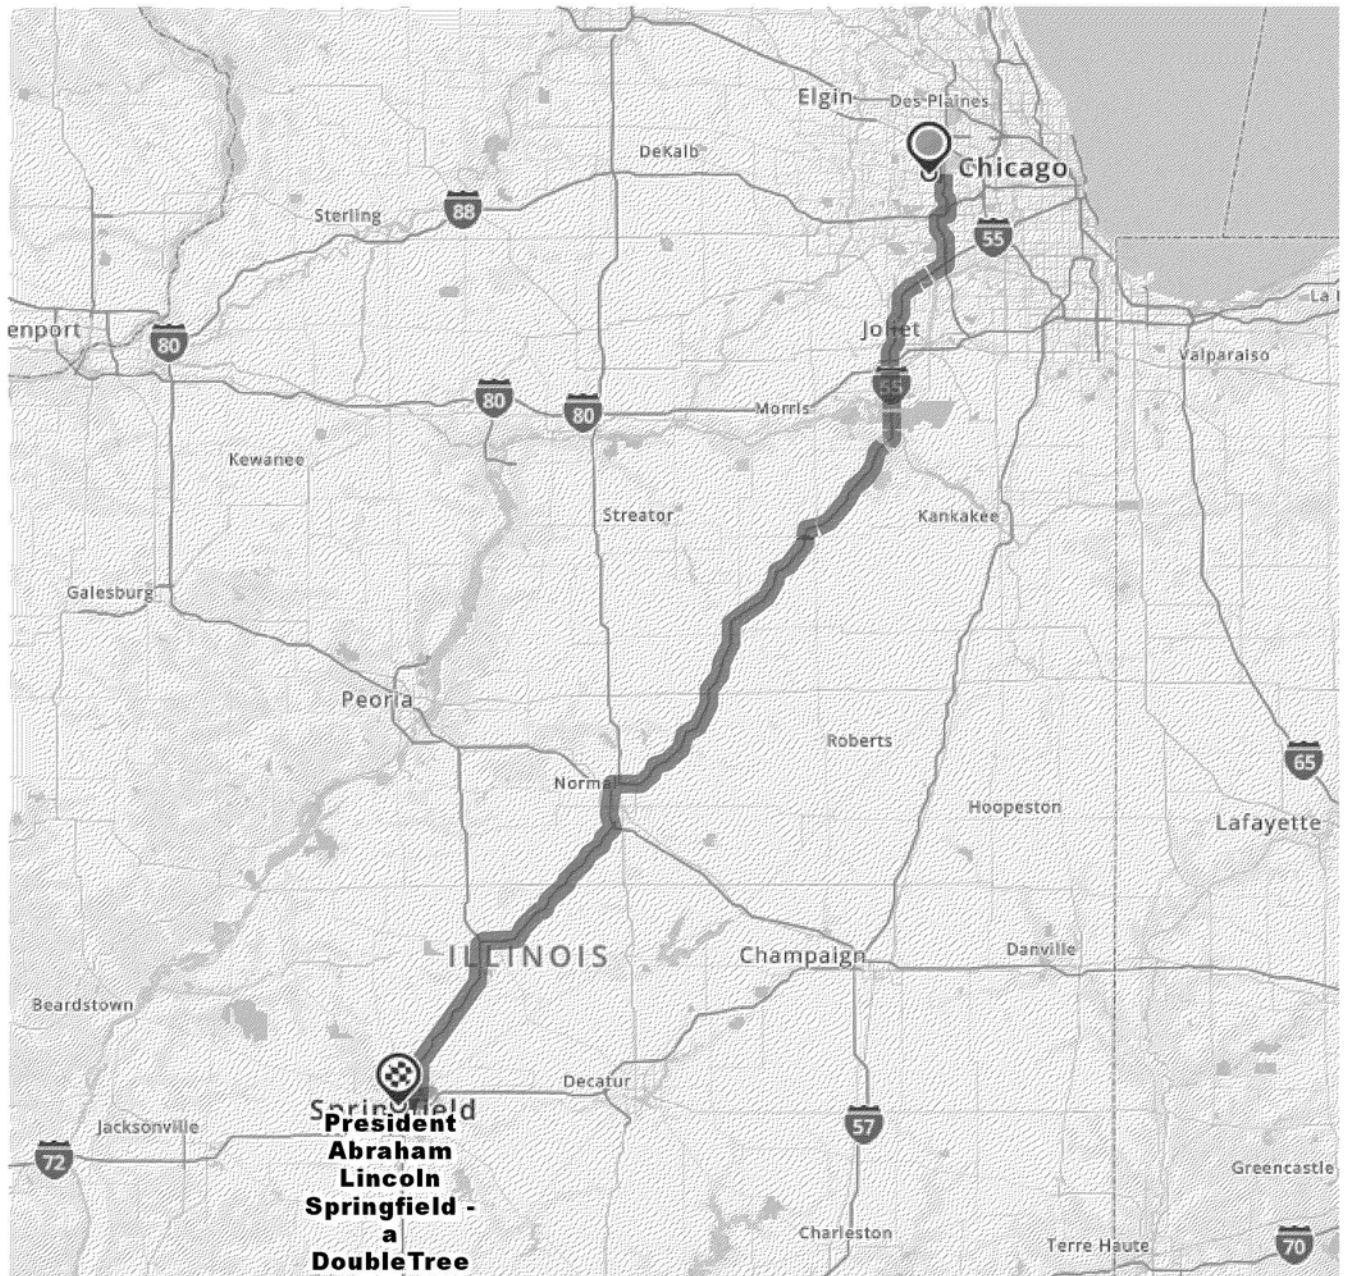 Elgin
Des Plaines
DeKalb
Chicago
88
Sterling
55
La
enport
80
Joliet
Valparaiso
55
80
80
Morris
Kewanee
Streator
Kankakee
Galesburg
Peoria
Roberts
65
Normal
Hoopeston
Lafayette
ILLINOIS
Champaign
Danville
Beardstown
Decatur
Springfield
President
Abraham
Lincoln
Springfield -
a
DoubleTree
Jacksonville
57
72
Greencastle
Charleston
Terre Haute
70